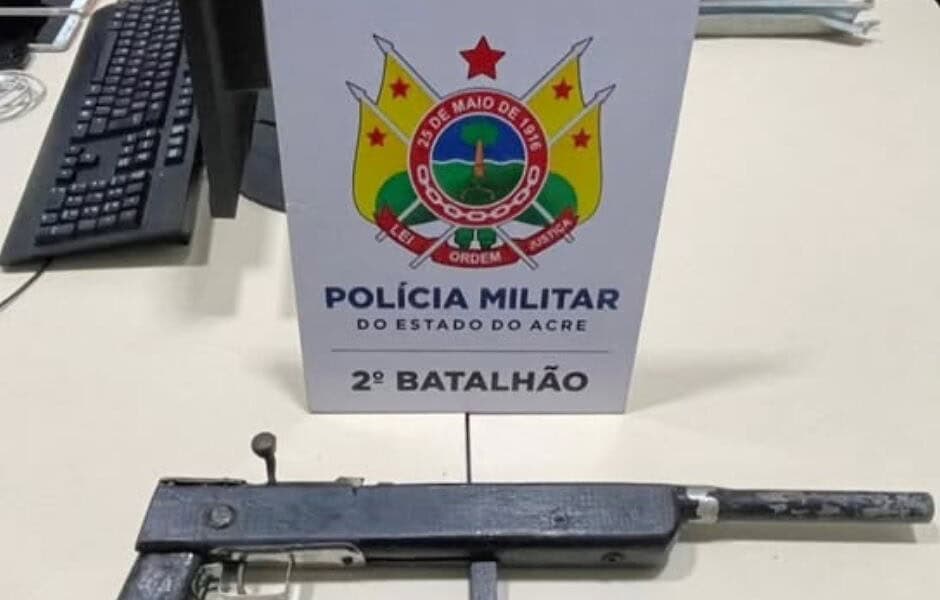 25 DE MAIO DE 1916
LEI
ORDEM
JUSTIÇA
POLÍCIA MILITAR
DO ESTADO DO ACRE
2º BATALHÃO